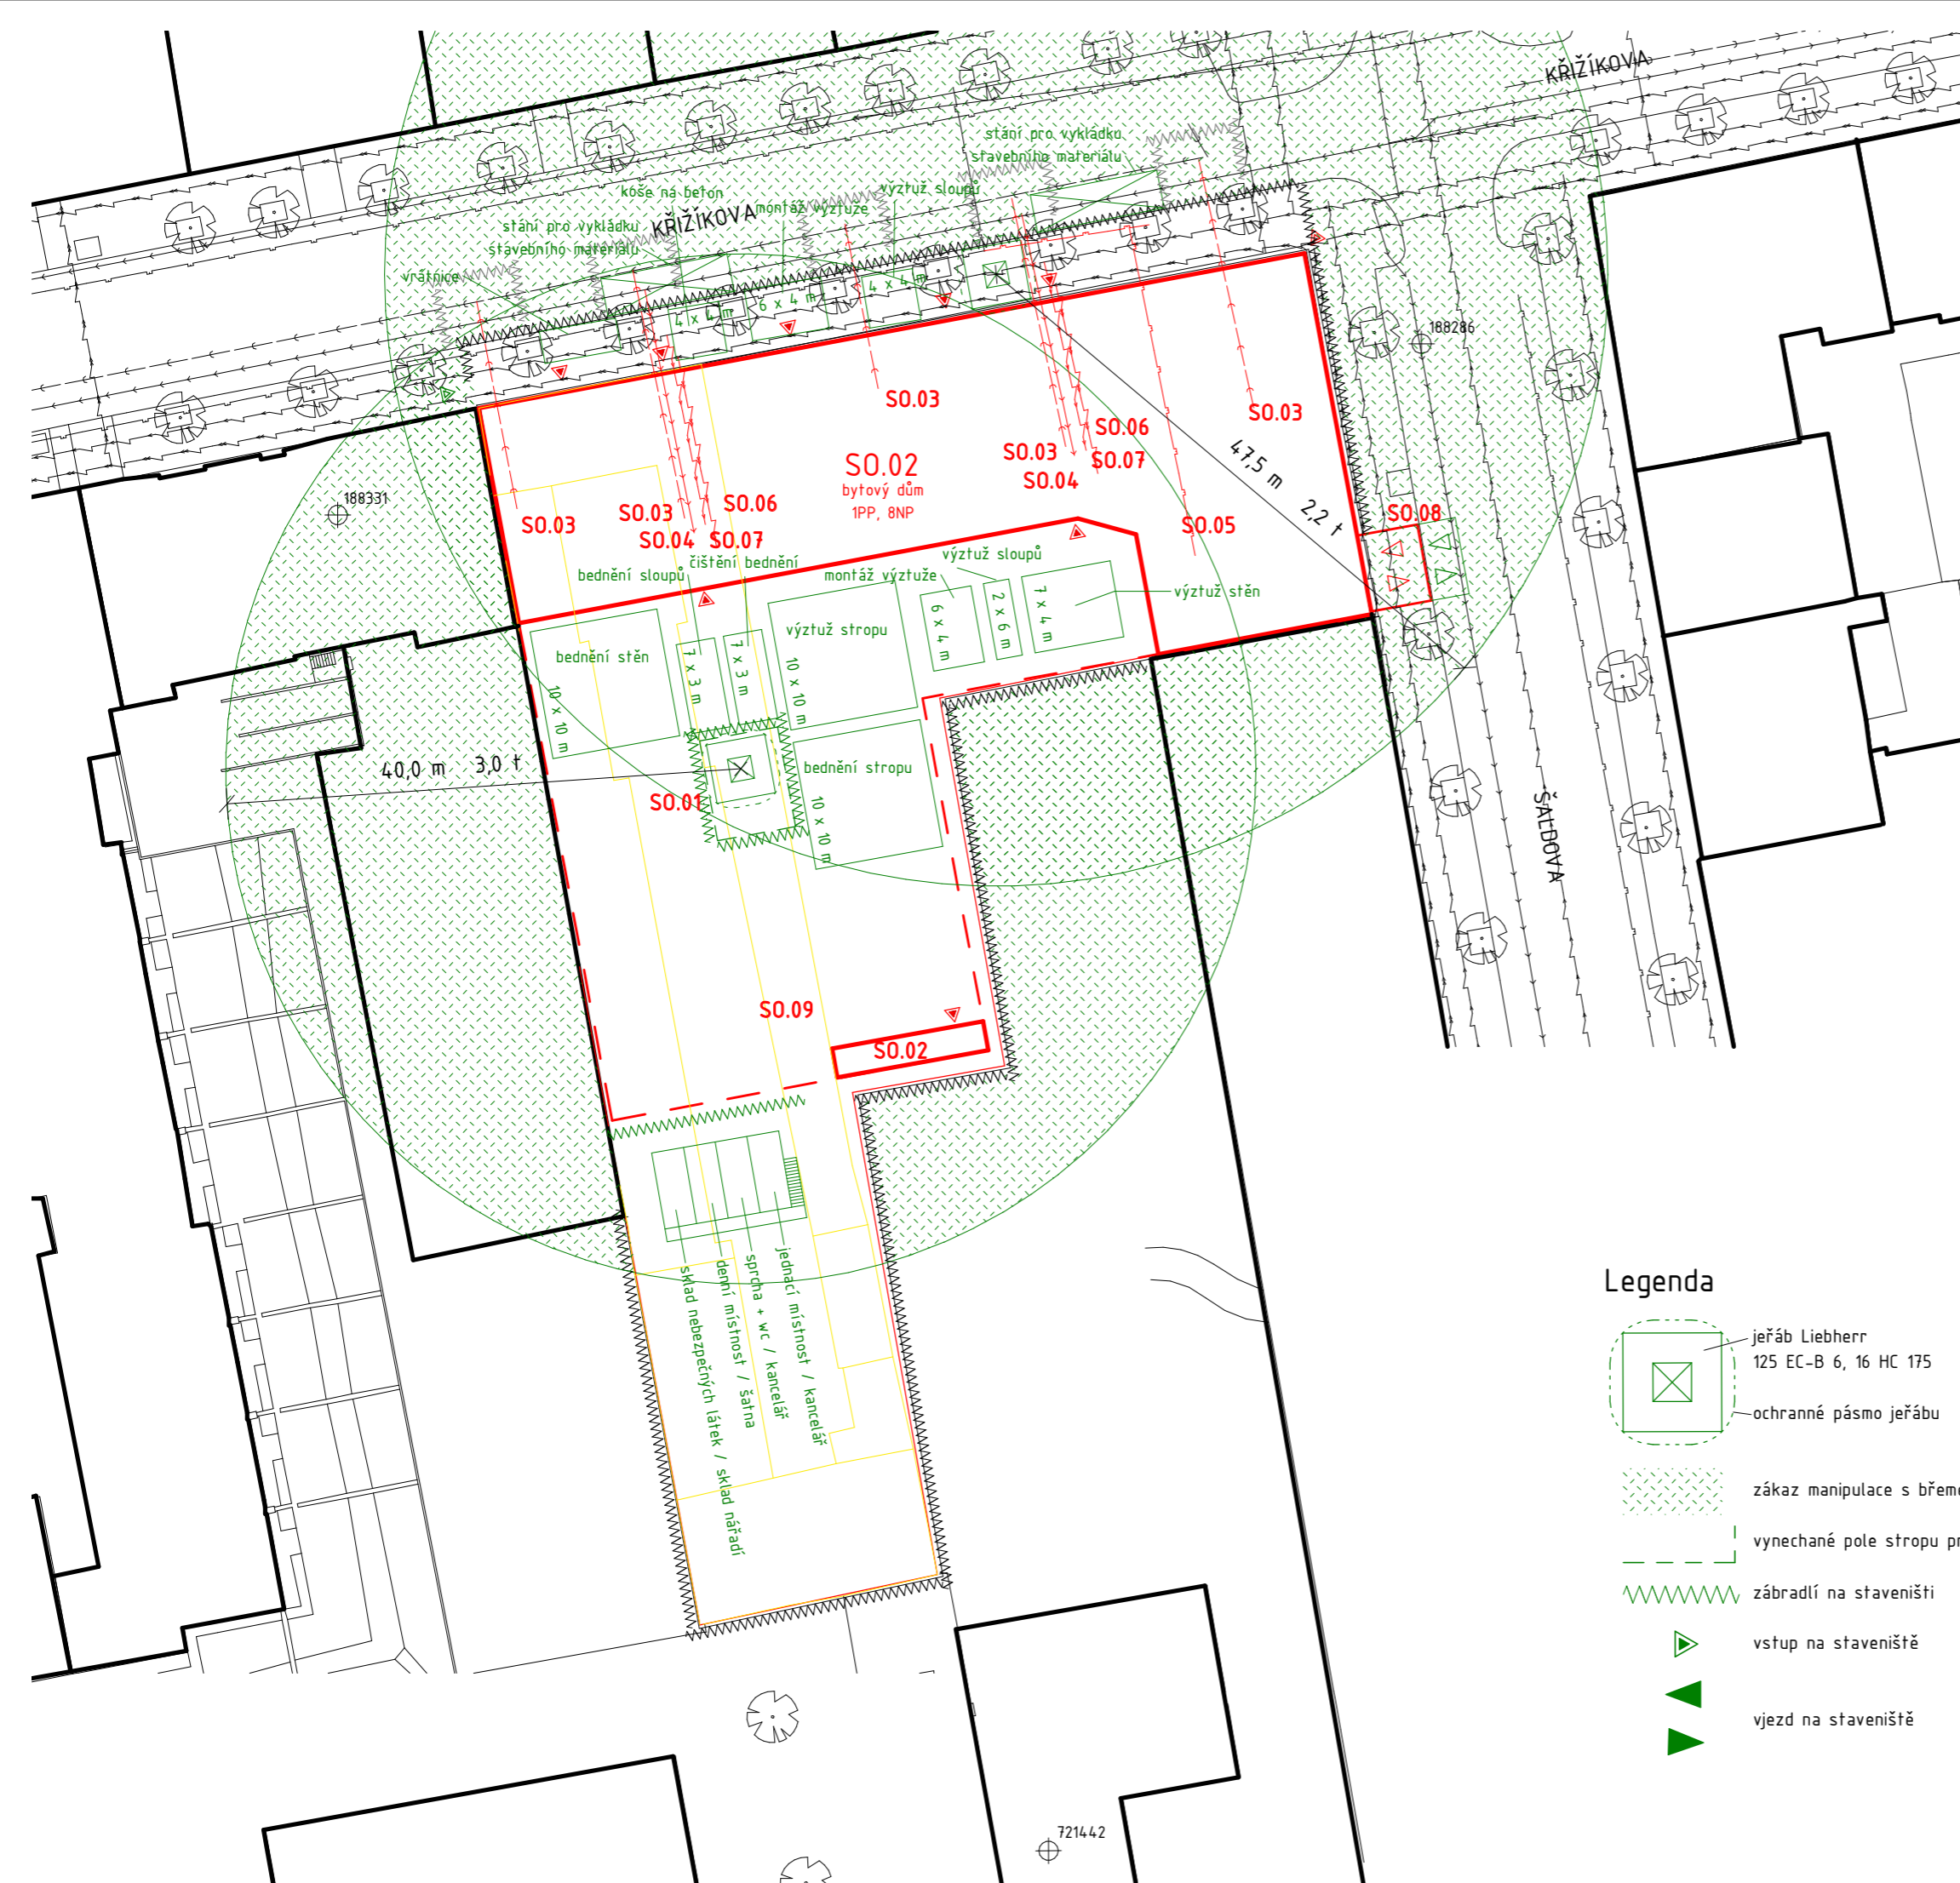 KŘIŽÍKOVA
stání pro vykládku
stavebního materiálu
výztuž sloupů
koše na beton
montáž výztuže
KŘIŽÍKOVA
stání pro vykládku
stavebního materiálu
vrátnice
4 x 4 m
6 x 4 m
4 x 4 m
188286
SO.03
SO.03
SO.06
SO.03
SO.07
SO.04
47,5 m 2,2 t
SO.02
bytový dům
1PP, 8NP
188331
SO.03
SO.03
SO.06
SO.04
SO.07
SO.05
SO.08
čištění bednění
bednění sloupů
výztuž sloupů
montáž výztuže
výztuž stěn
výztuž stropu
bednění stěn
10 x 10 m
7 x 3 m
7 x 3 m
10 x 10 m
6 x 4 m
2 x 6 m
7 x 4 m
40,0 m 3,0 t
bednění stropu
10 x 10 m
SO.01
ŠALDOVA
SO.09
SO.02
sklad nebezpečných látek / sklad nářadí
denní místnost / šatna
sprcha + wc / kancelář
jednací místnost / kancelář
Legenda
jeřáb Liebherr
125 EC-B 6, 16 HC 175
ochranné pásmo jeřábu
zákaz manipulace s břeme
vynechané pole stropu pr
zábradlí na staveništi
vstup na staveniště
vjezd na staveniště
721442